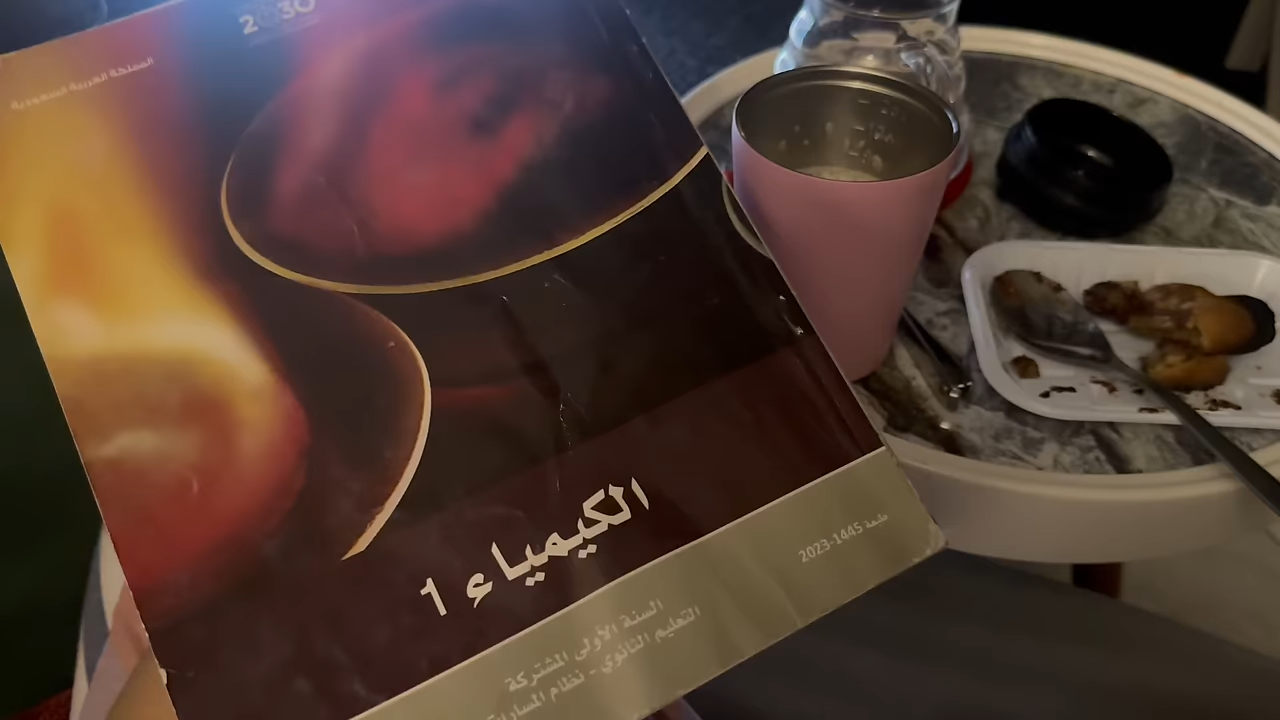 2030
المملكة العربية السعودية
الكيمياء 1
السنة الأولى المشتركة
التعليم الثانوي - نظام المسارات
طبعة 1445-2023